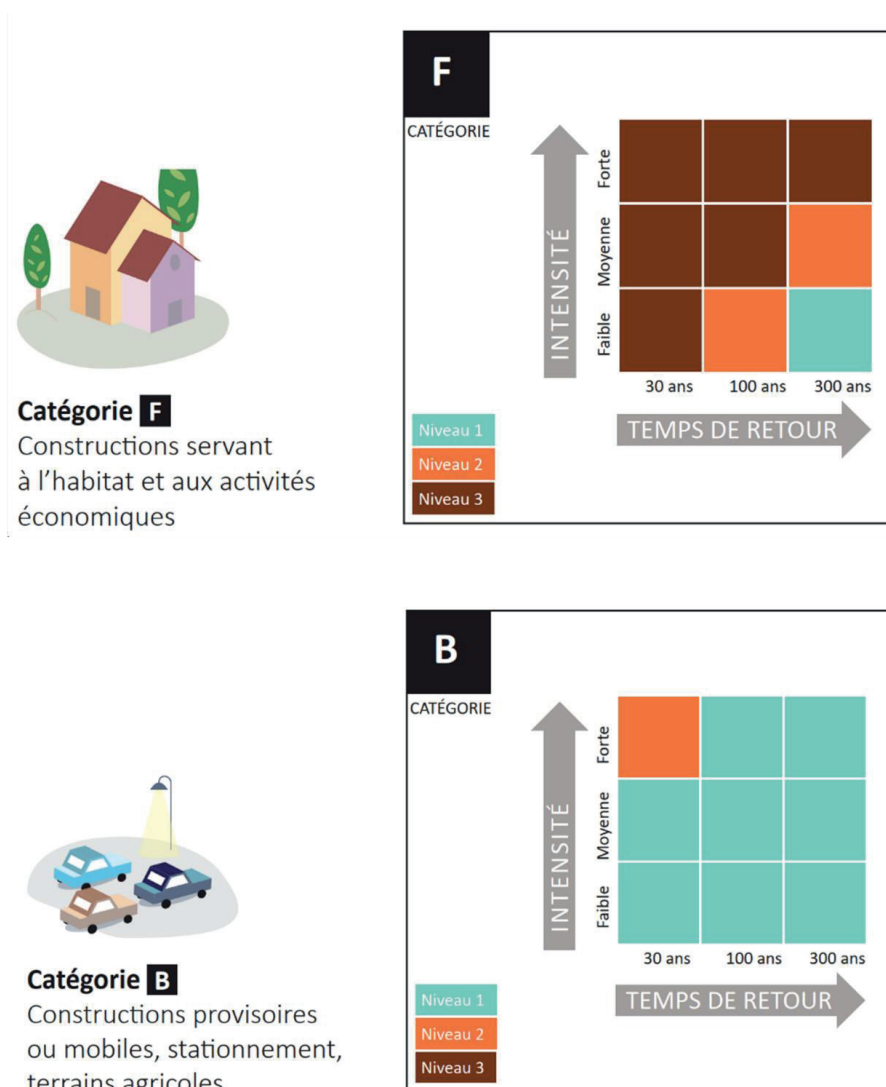 F
CATÉGORIE
INTENSITÉ
Forte
Moyenne
Faible
30 ans 100 ans 300 ans
TEMPS DE RETOUR
Niveau 1
Niveau 2
Niveau 3
Catégorie F
Constructions servant
à l'habitat et aux activités
économiques
B
CATÉGORIE
INTENSITÉ
Forte
Moyenne
Faible
30 ans 100 ans 300 ans
TEMPS DE RETOUR
Niveau 1
Niveau 2
Niveau 3
Catégorie B
Constructions provisoires
ou mobiles, stationnement,
terrains agricoles